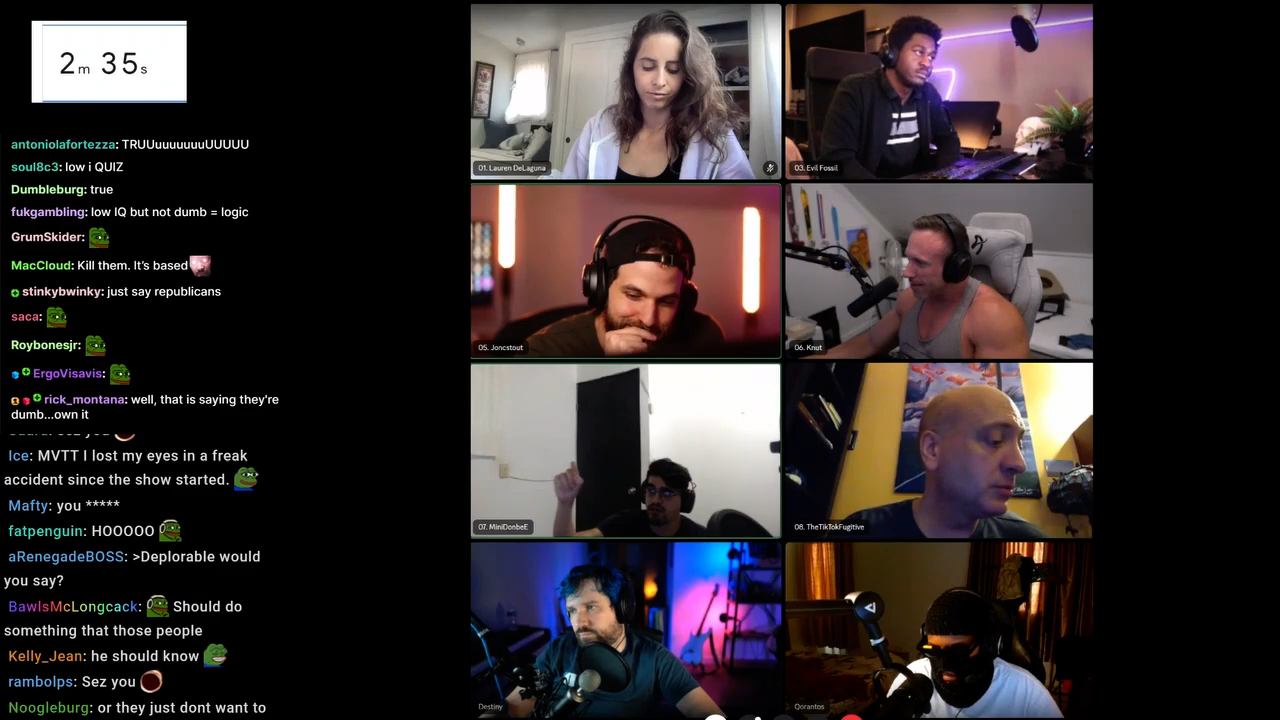 2m 35s
antoniolafortezza: TRUUuuuuuuuUUUUU
soul8c3: low i QUIZ
Dumbleburg: true
fukgambling: low IQ but not dumb = logic
GrumSkider:
MacCloud: Kill them. It's based
stinkybwinky: just say republicans
saca:
Roybonesjr:
ErgoVisavis:
rick_montana: well, that is saying they're
dumb...own it
Ice: MVTT I lost my eyes in a freak
accident since the show started.
Mafty: you *****
fatpenguin: HOOOOO
aRenegadeBOSS: >Deplorable would
you say?
BawlsMcLongcack: Should do
something that those people
Kelly_Jean: he should know
rambolps: Sez you
Noogleburg: or they just dont want to
01. Lauren DeLaguna
03. Evil Fossil
05. Joncstout
06. Knut
07. MiniDonbeE
08. TheTikTokFugitive
Destiny
Qorantos